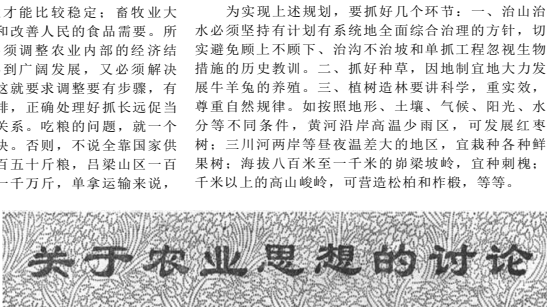 才能比较稳定；畜牧业大
和改善人民的食品需要。所
须调整农业内部的经济结
到广阔发展，又必须解决
这就要求调整要有步骤，有
排，正确处理好抓长远促当
关系。吃粮的问题，就一个
决。否则，不说全靠国家供
百五十斤粮，吕梁山区一百
一千万斤，单拿运输来说，
为实现上述规划，要抓好几个环节：一、治山治
水必须坚持有计划有系统地全面综合治理的方针，切
实避免顾上不顾下、治沟不治坡和单抓工程忽视生物
措施的历史教训。二、抓好种草，因地制宜地大力发
展牛羊兔的养殖。三、植树造林要讲科学，重实效，
尊重自然规律。如按照地形、土壤、气候、阳光、水
分等不同条件，黄河沿岸高温少雨区，可发展红枣
树；三川河两岸等昼夜温差大的地区，宜栽种各种鲜
果树；海拔八百米至一千米的峁梁坡岭，宜种刺槐；
千米以上的高山峻岭，可营造松柏和柞椴，等等。
关于农业思想的讨论